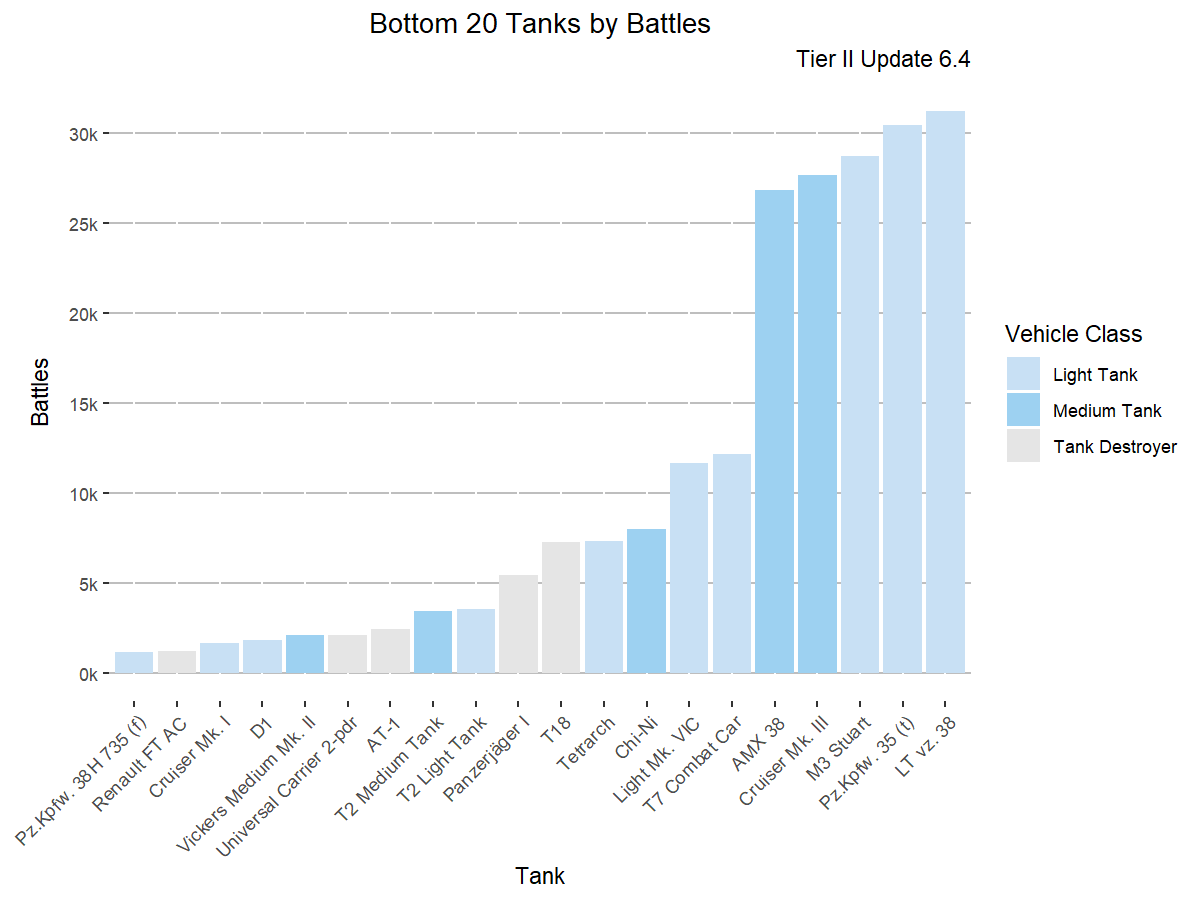 Bottom 20 Tanks by Battles
Tier II Update 6.4
30k
25k
20k
15k
10k
5k
0k
Battles
Pz.Kpfw. 38H 735 (f)
Renault FT AC
Cruiser Mk. I
D1
Vickers Medium Mk. II
Universal Carrier 2-pdr
AT-1
T2 Medium Tank
T2 Light Tank
Panzerjäger I
T18
Tetrarch
Chi-Ni
Light Mk. VIC
T7 Combat Car
AMX 38
Cruiser Mk. III
M3 Stuart
Pz.Kpfw. 35 (t)
LT vz. 38
Tank
Vehicle Class
Light Tank
Medium Tank
Tank Destroyer